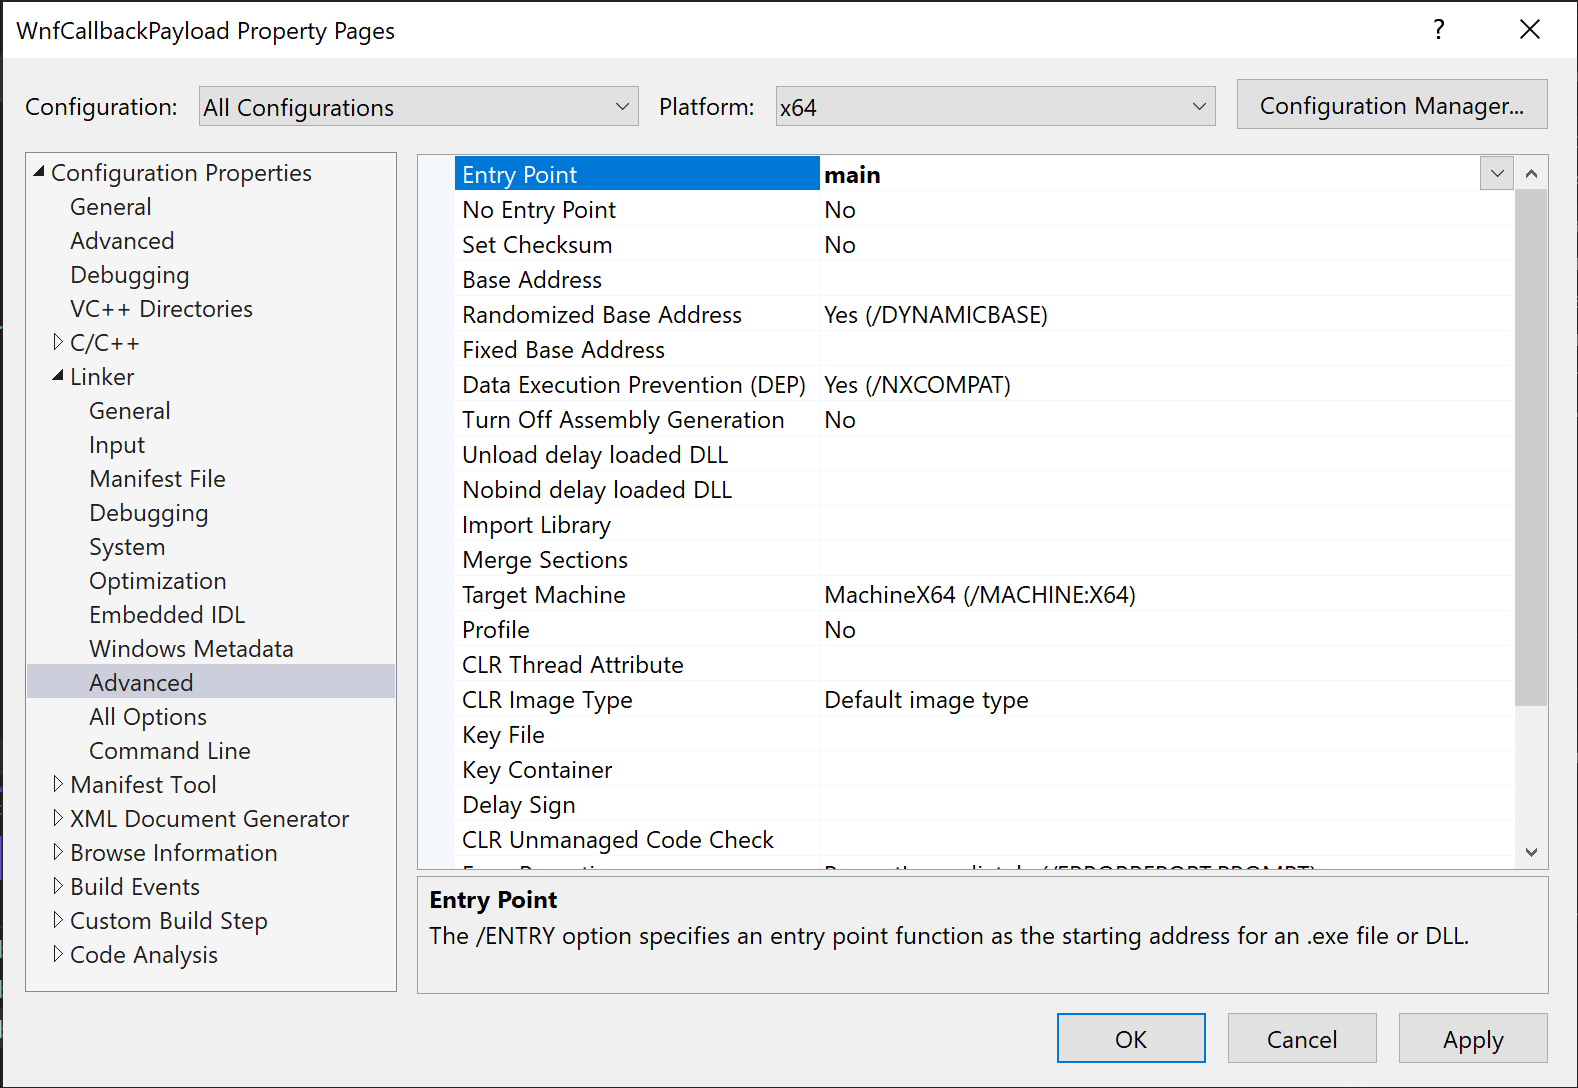 WnfCallbackPayload Property Pages
?
Configuration: All Configurations Platform: x64 Configuration Manager...
Configuration Properties
General
Advanced
Debugging
VC++ Directories
C/C++
Linker
General
Input
Manifest File
Debugging
System
Optimization
Embedded IDL
Windows Metadata
Advanced
All Options
Command Line
Manifest Tool
XML Document Generator
Browse Information
Build Events
Custom Build Step
Code Analysis
Entry Point main
No Entry Point No
Set Checksum No
Base Address
Randomized Base Address Yes (/DYNAMICBASE)
Fixed Base Address
Data Execution Prevention (DEP) Yes (/NXCOMPAT)
Turn Off Assembly Generation No
Unload delay loaded DLL
Nobind delay loaded DLL
Import Library
Merge Sections
Target Machine MachineX64 (/MACHINE:X64)
Profile No
CLR Thread Attribute
CLR Image Type Default image type
Key File
Key Container
Delay Sign
CLR Unmanaged Code Check
Entry Point
The /ENTRY option specifies an entry point function as the starting address for an .exe file or DLL.
OK Cancel Apply